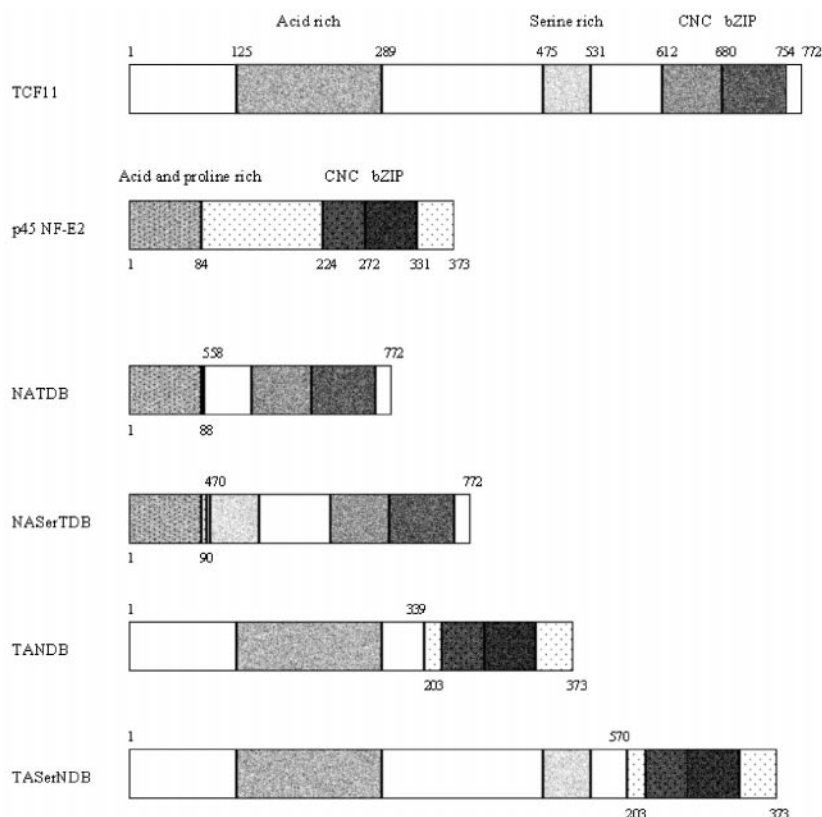 Acid rich Serine rich CNC bZIP
1 125 289 475 531 612 680 754 772
TCF11
Acid and proline rich CNC bZIP
p45 NF-E2
1 84 224 272 331 373
558 772
NATDB
1 88
470 772
NASerTDB
1 90
1 339
TANDB
203 373
1 570
TASerNDB
203 373